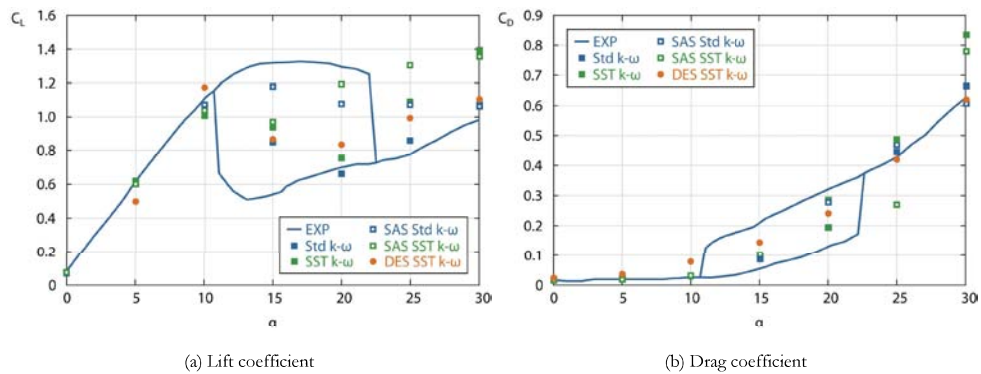 C_L
1.6
1.4
1.2
1.0
0.8
0.6
0.4
0.2
0
0 5 10 15 20 25 30
α
EXP
Std k-ω
SST k-ω
SAS Std k-ω
SAS SST k-ω
DES SST k-ω
(a) Lift coefficient
C_D
0.9
0.8
0.7
0.6
0.5
0.4
0.3
0.2
0.1
0
0 5 10 15 20 25 30
α
EXP
Std k-ω
SST k-ω
SAS Std k-ω
SAS SST k-ω
DES SST k-ω
(b) Drag coefficient